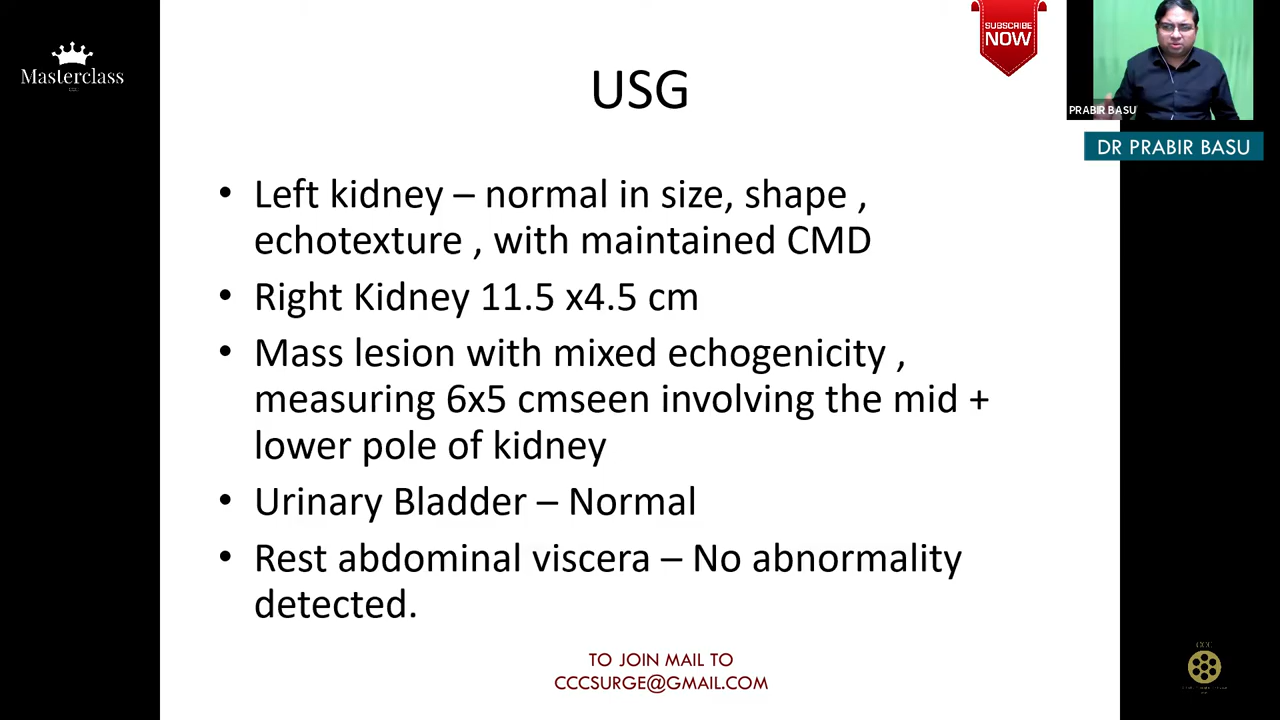 SUBSCRIBE
NOW
Masterclass
USG
PRABIR BASU
DR PRABIR BASU
• Left kidney – normal in size, shape ,
echotexture , with maintained CMD
• Right Kidney 11.5 x4.5 cm
• Mass lesion with mixed echogenicity ,
measuring 6x5 cmseen involving the mid +
lower pole of kidney
• Urinary Bladder – Normal
• Rest abdominal viscera – No abnormality
detected.
TO JOIN MAIL TO
CCCSURGE@GMAIL.COM
CCC